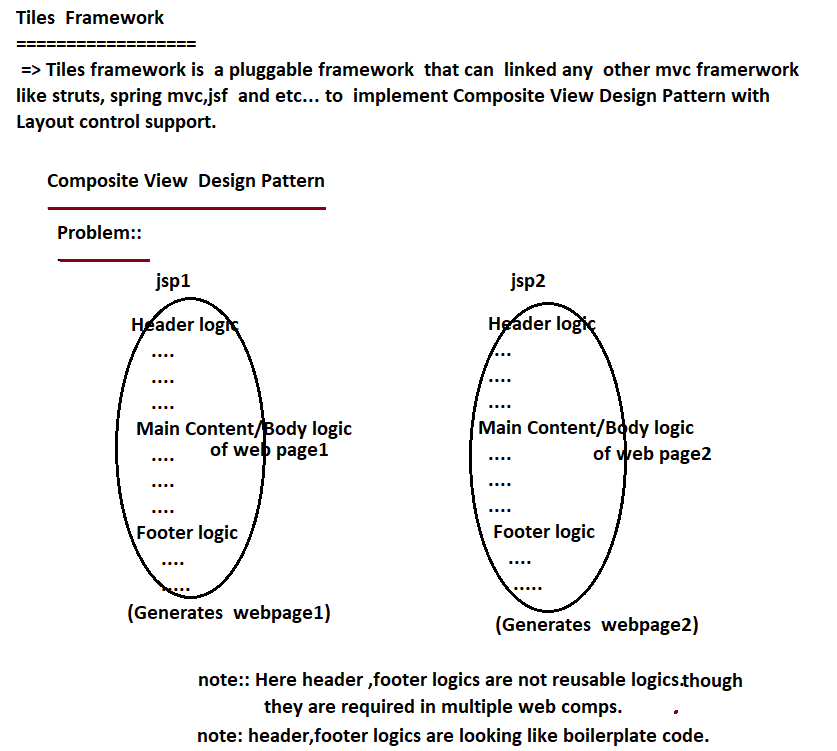 Tiles Framework
==================
=> Tiles framework is a pluggable framework that can linked any other mvc framerwork
like struts, spring mvc,jsf and etc... to implement Composite View Design Pattern with
Layout control support.
Composite View Design Pattern
Problem::
jsp1
Header logic
....
....
....
Main Content/Body logic
of web page1
....
....
....
Footer logic
....
.....
(Generates webpage1)
jsp2
Header logic
....
....
....
Main Content/Body logic
of web page2
....
....
....
Footer logic
....
.....
(Generates webpage2)
note:: Here header ,footer logics are not reusable logics.though
they are required in multiple web comps.
note: header,footer logics are looking like boilerplate code.